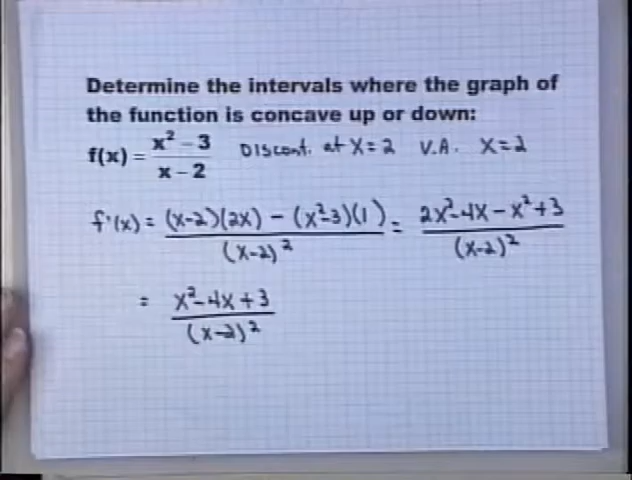 Determine the intervals where the graph of
the function is concave up or down:
f(x) = (x² - 3)/(x - 2) Discont. at x = 2 V.A. x = 2
f'(x) = ((x-2)(2x) - (x²-3)(1))/(x-2)² = (2x²-4x-x²+3)/(x-2)²
= (x²-4x+3)/(x-2)²